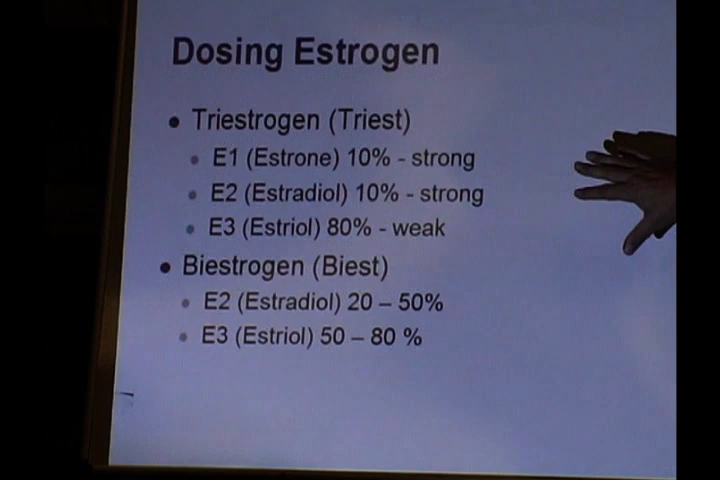 Dosing Estrogen
• Triestrogen (Triest)
• E1 (Estrone) 10% - strong
• E2 (Estradiol) 10% - strong
• E3 (Estriol) 80% - weak
• Biestrogen (Biest)
• E2 (Estradiol) 20 – 50%
• E3 (Estriol) 50 – 80 %